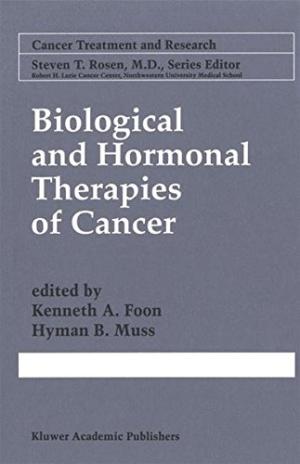 Cancer Treatment and Research
Steven T. Rosen, M.D., Series Editor
Robert H. Lurie Cancer Center, Northwestern University Medical School
Biological
and Hormonal
Therapies
of Cancer
edited by
Kenneth A. Foon
Hyman B. Muss
Kluwer Academic Publishers